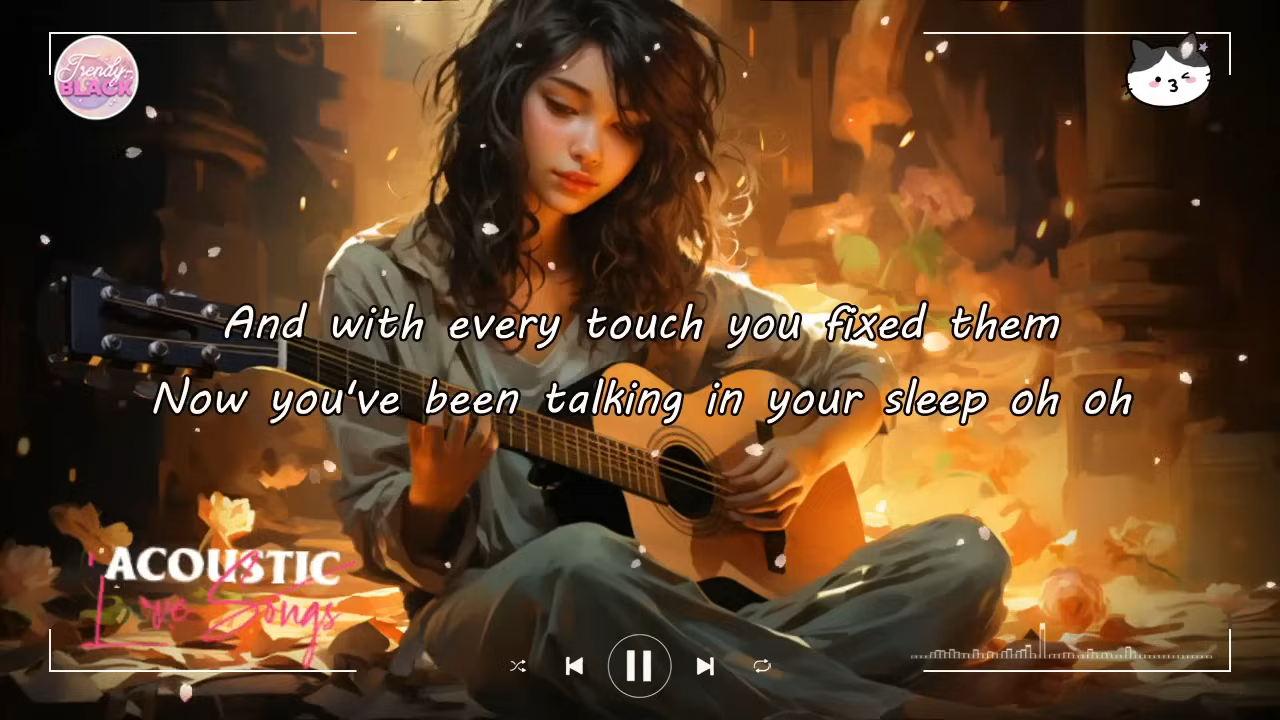 Trendy
BLACK
And with every touch you fixed them
Now you've been talking in your sleep oh oh
ACOUSTIC
Love Songs